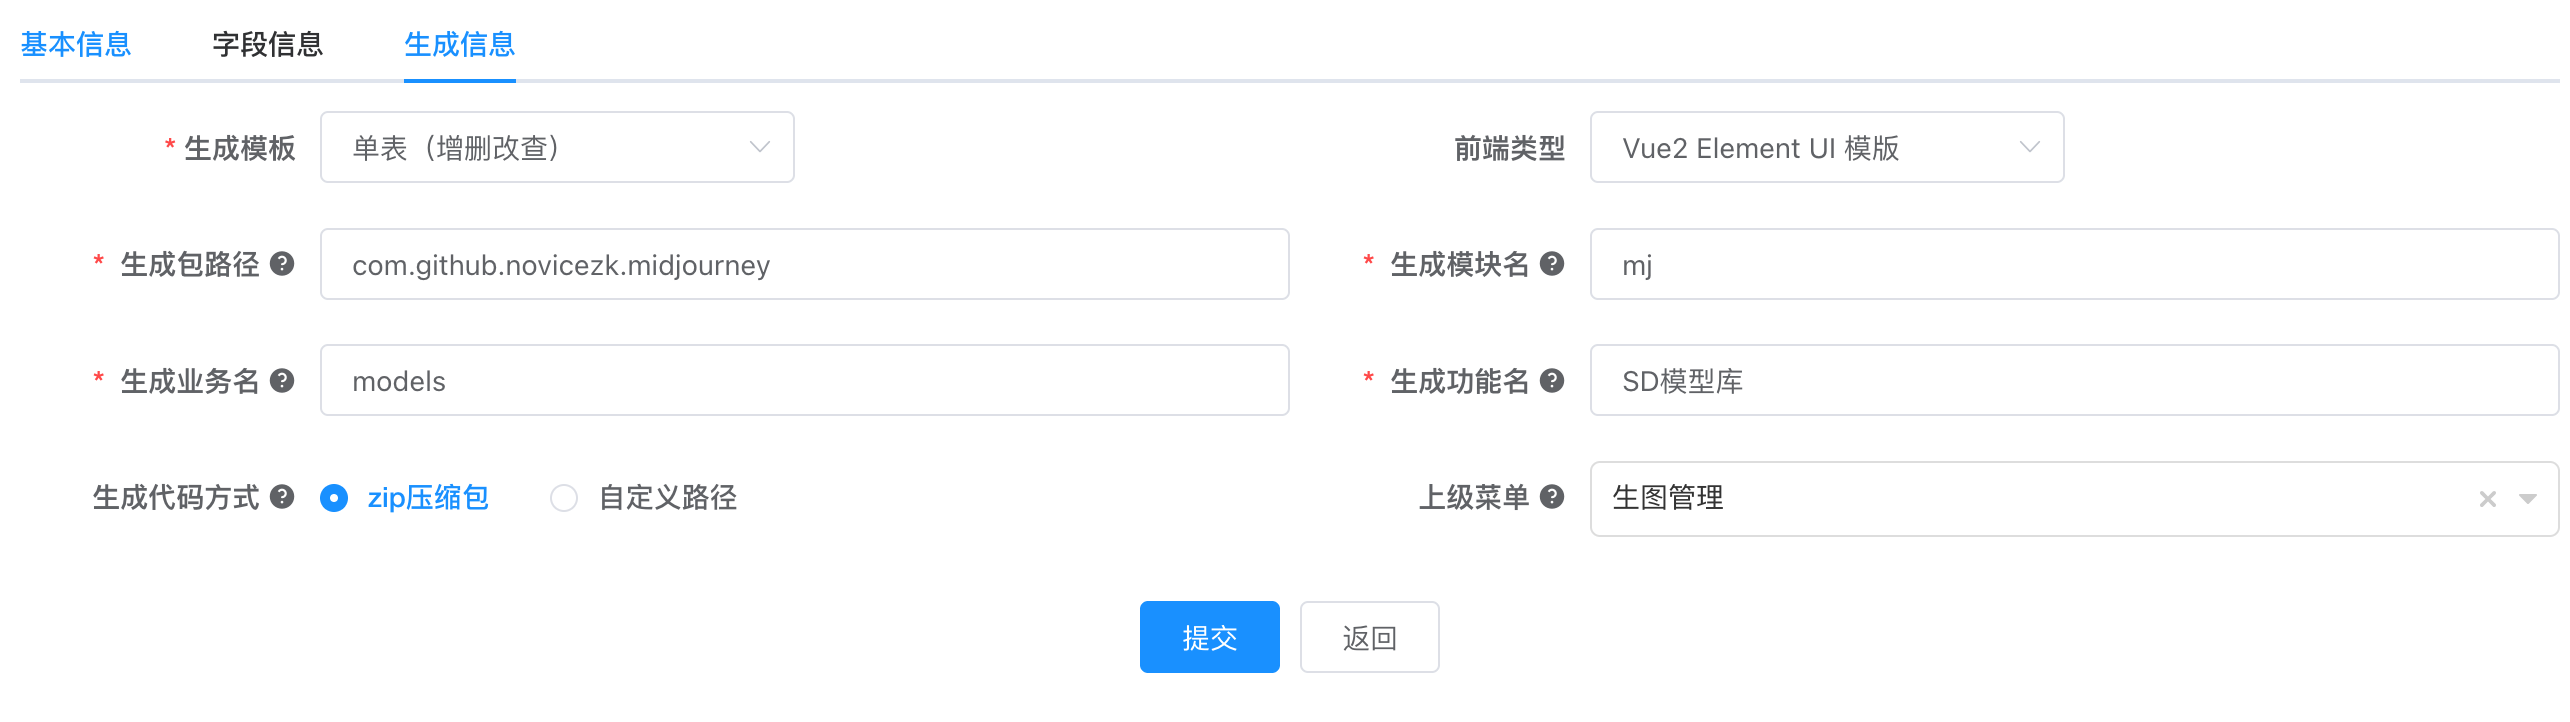 基本信息 字段信息 生成信息
* 生成模板 单表（增删改查） 前端类型 Vue2 Element UI 模版
* 生成包路径 com.github.novicezk.midjourney * 生成模块名 mj
* 生成业务名 models * 生成功能名 SD模型库
生成代码方式 zip压缩包 自定义路径 上级菜单 生图管理
提交 返回